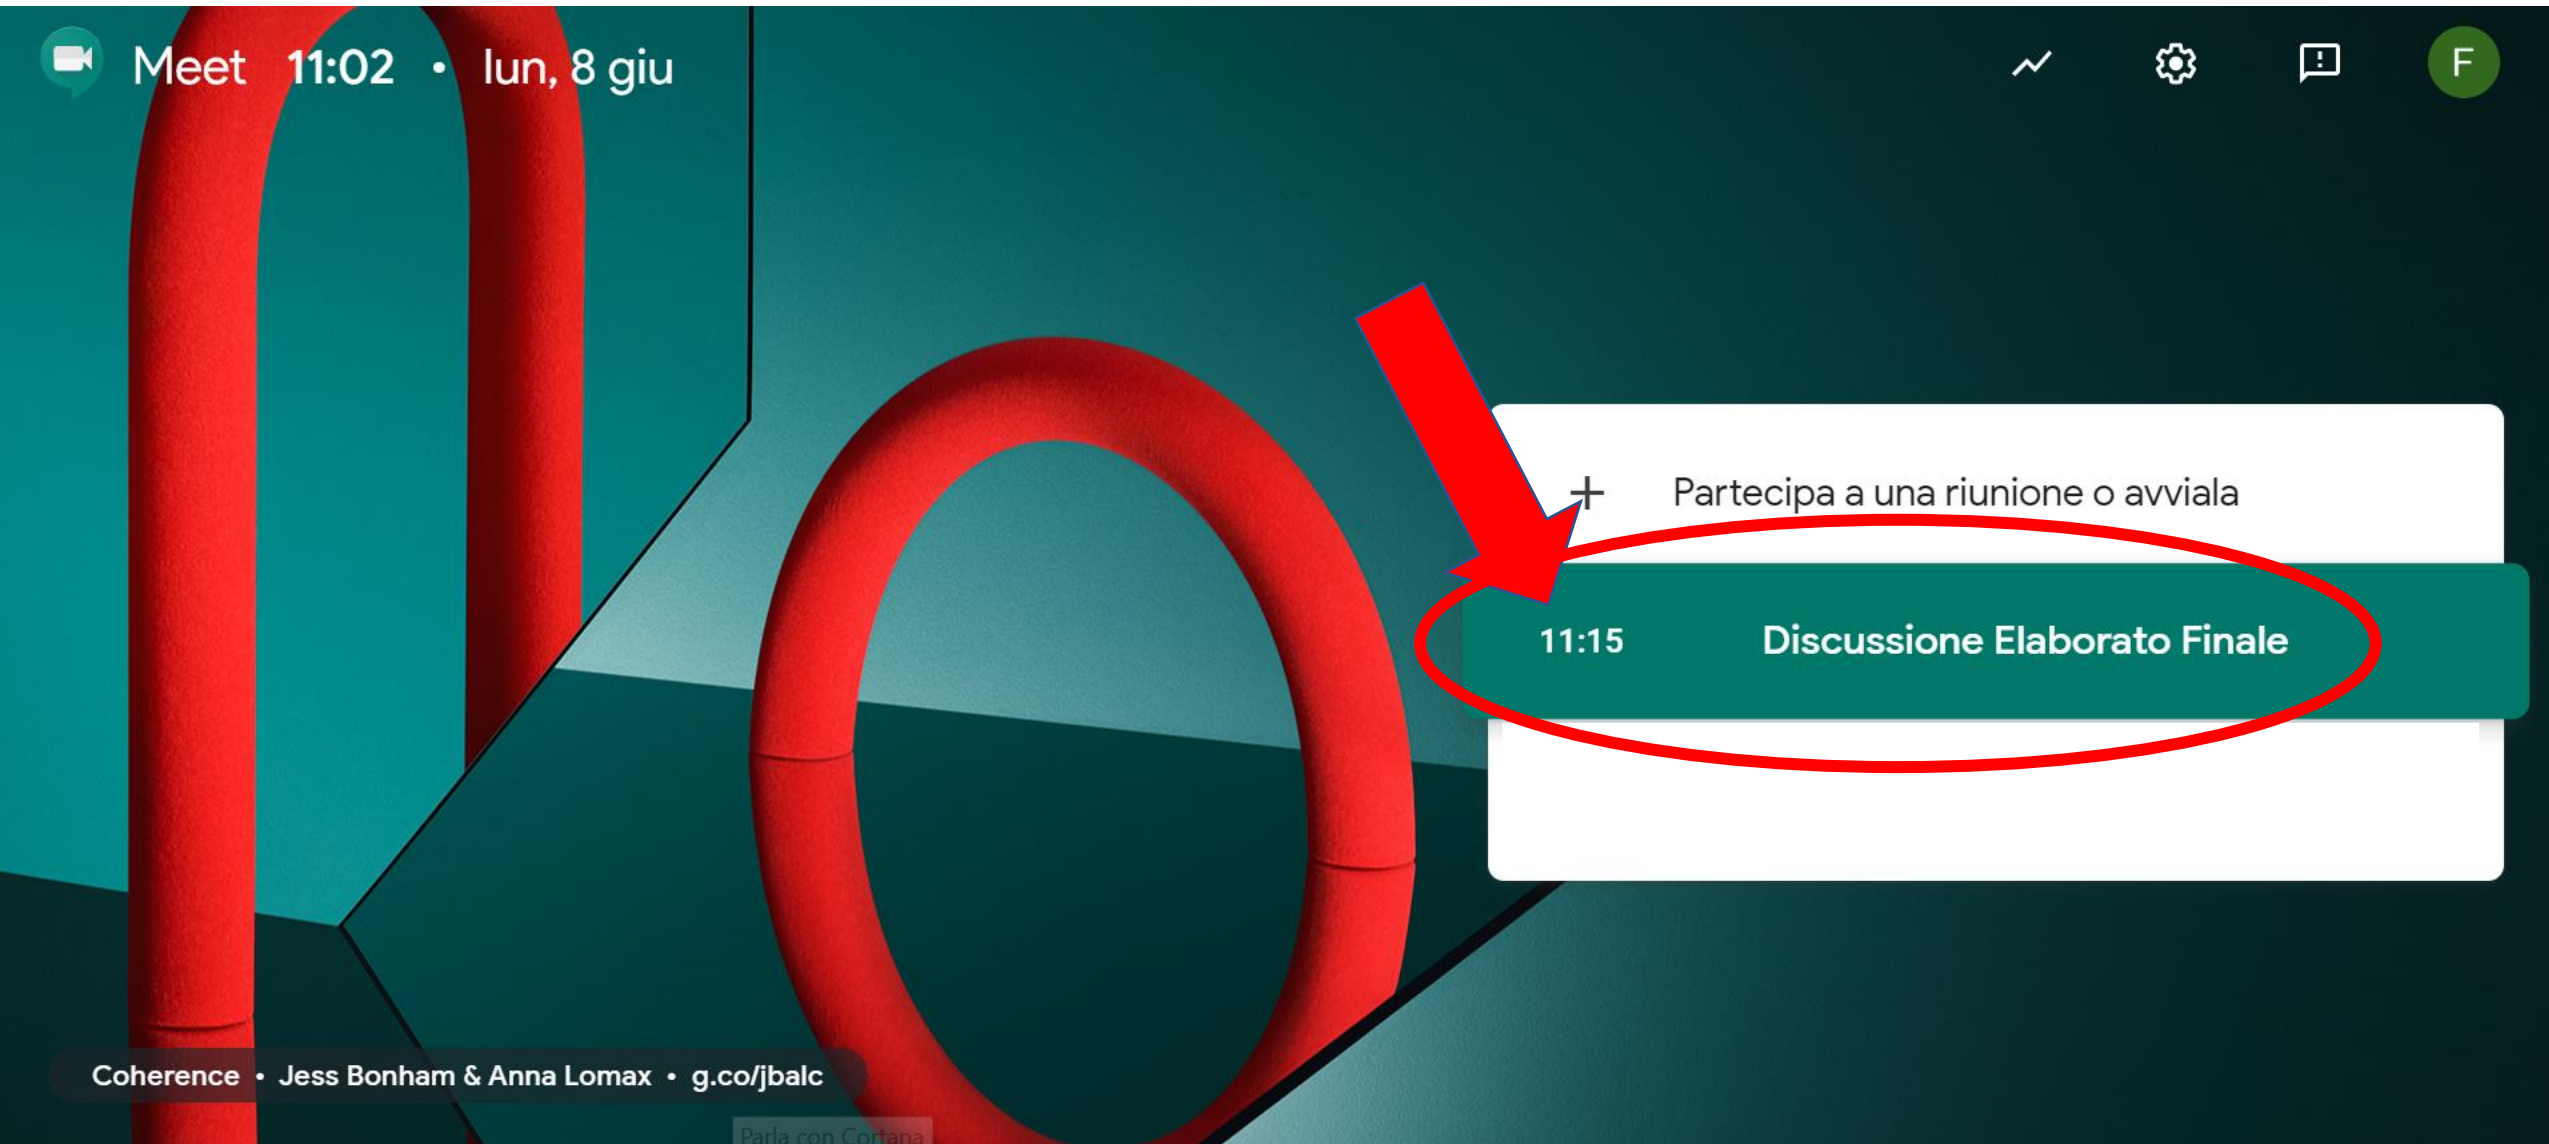 Meet 11:02 • lun, 8 giu
F
Partecipa a una riunione o avviala
11:15 Discussione Elaborato Finale
Coherence • Jess Bonham & Anna Lomax • g.co/jbalc
Parla con Cortana